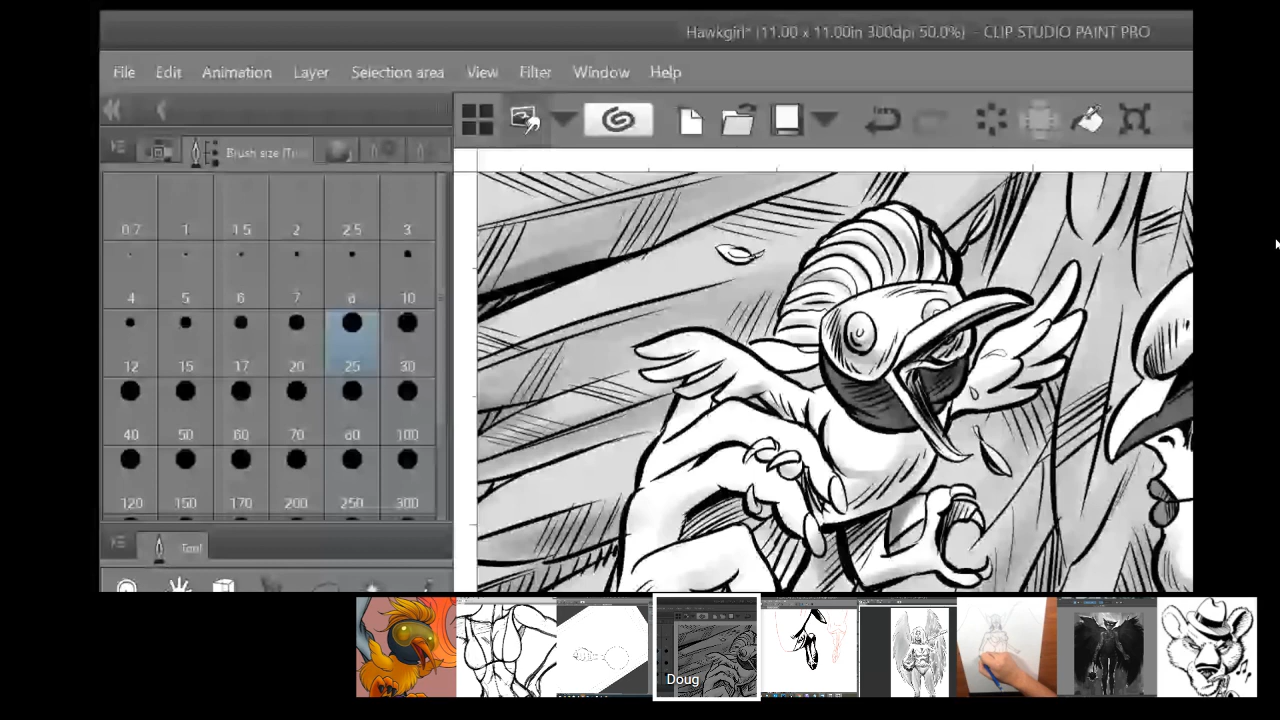 Hawkgirl* (11.00 x 11.00in 300dpi 50.0%) - CLIP STUDIO PAINT PRO
File Edit Animation Layer Selection area View Filter Window Help
Brush size [To
0.7 1 1.5 2 2.5 3
4 5 6 7 8 10
12 15 17 20 25 30
40 50 60 70 80 100
120 150 170 200 250 300
Tool
Doug